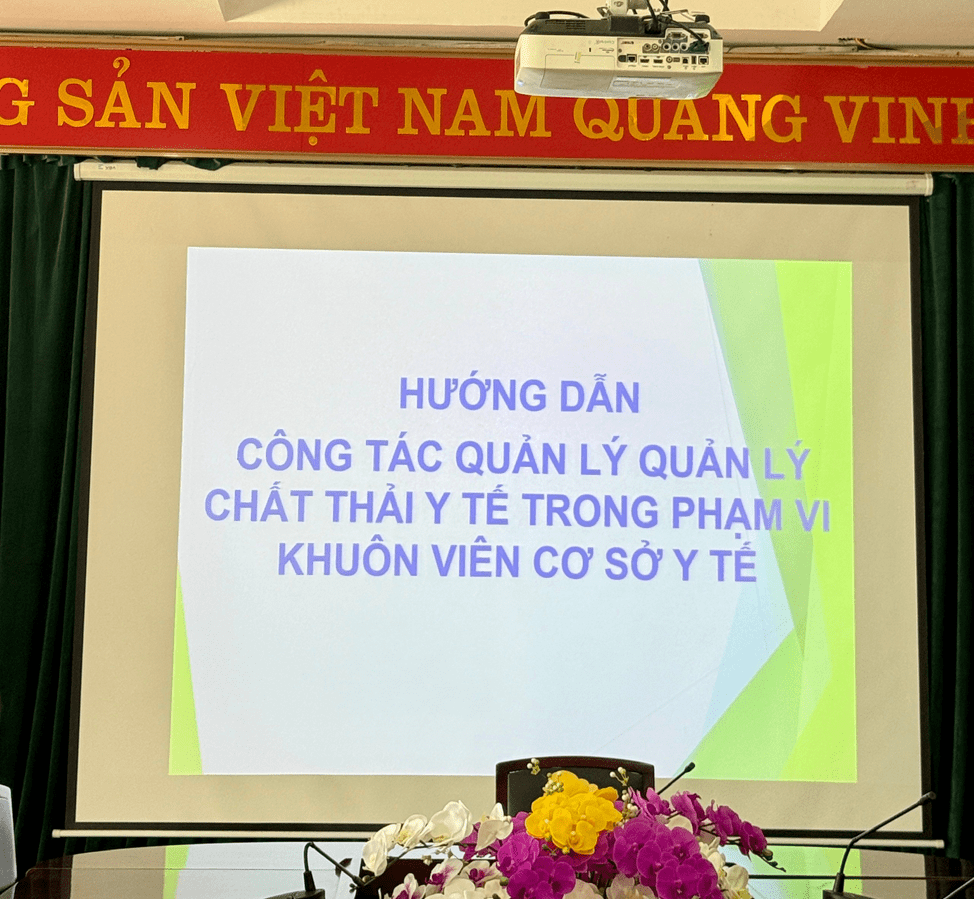 G SẢN VIỆT NAM QUANG VINH
HƯỚNG DẪN
CÔNG TÁC QUẢN LÝ QUẢN LÝ
CHẤT THẢI Y TẾ TRONG PHẠM VI
KHUÔN VIÊN CƠ SỞ Y TẾ